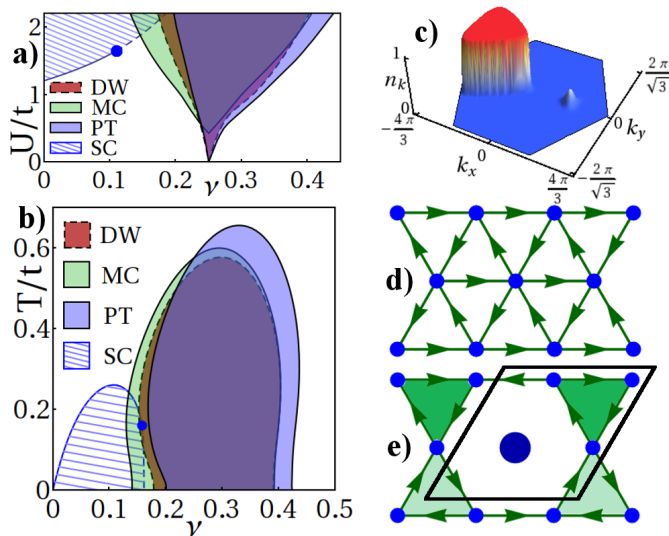 a)
U/t
2
1
0
DW
MC
PT
SC
0
0.1
0.2
0.3
0.4
ν
b)
T/t
0.6
0.4
0.2
0
DW
MC
PT
SC
0
0.1
0.2
0.3
0.4
0.5
ν
c)
1
n_k
0
-4π/3
k_x
0
4π/3
2π/√3
0
k_y
-2π/√3
d)
e)